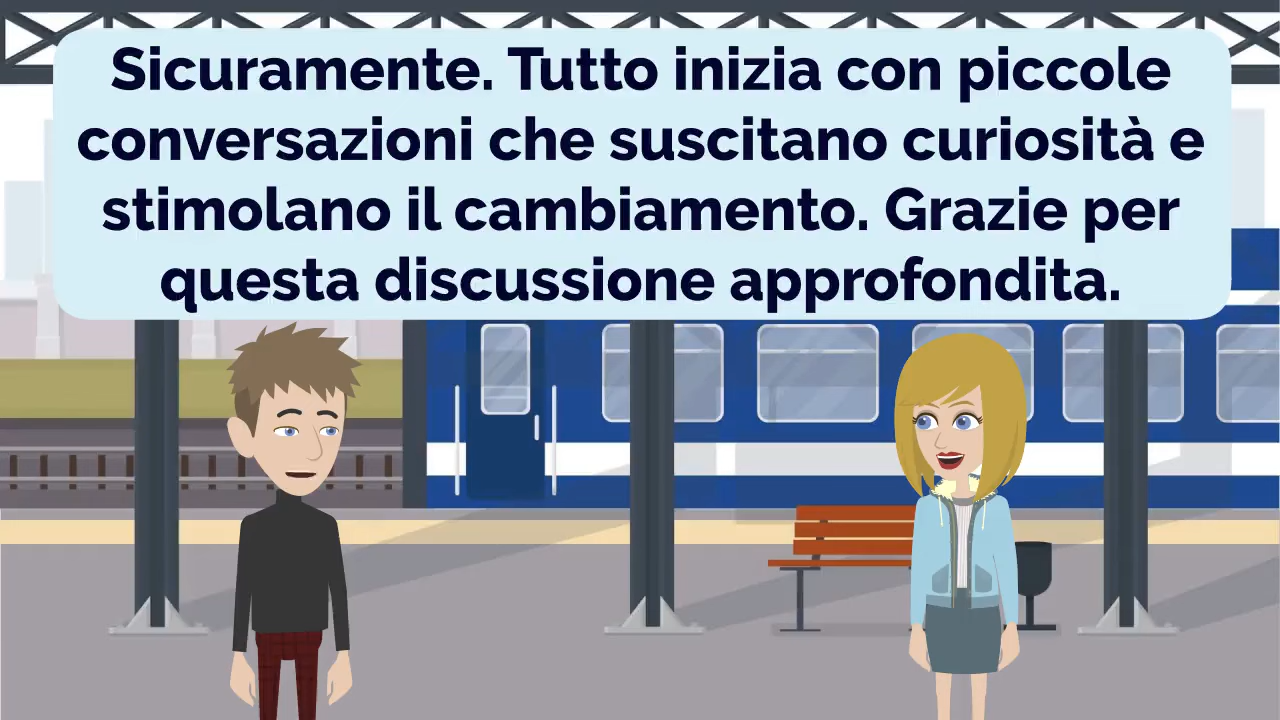 Sicuramente. Tutto inizia con piccole
conversazioni che suscitano curiosità e
stimolano il cambiamento. Grazie per
questa discussione approfondita.